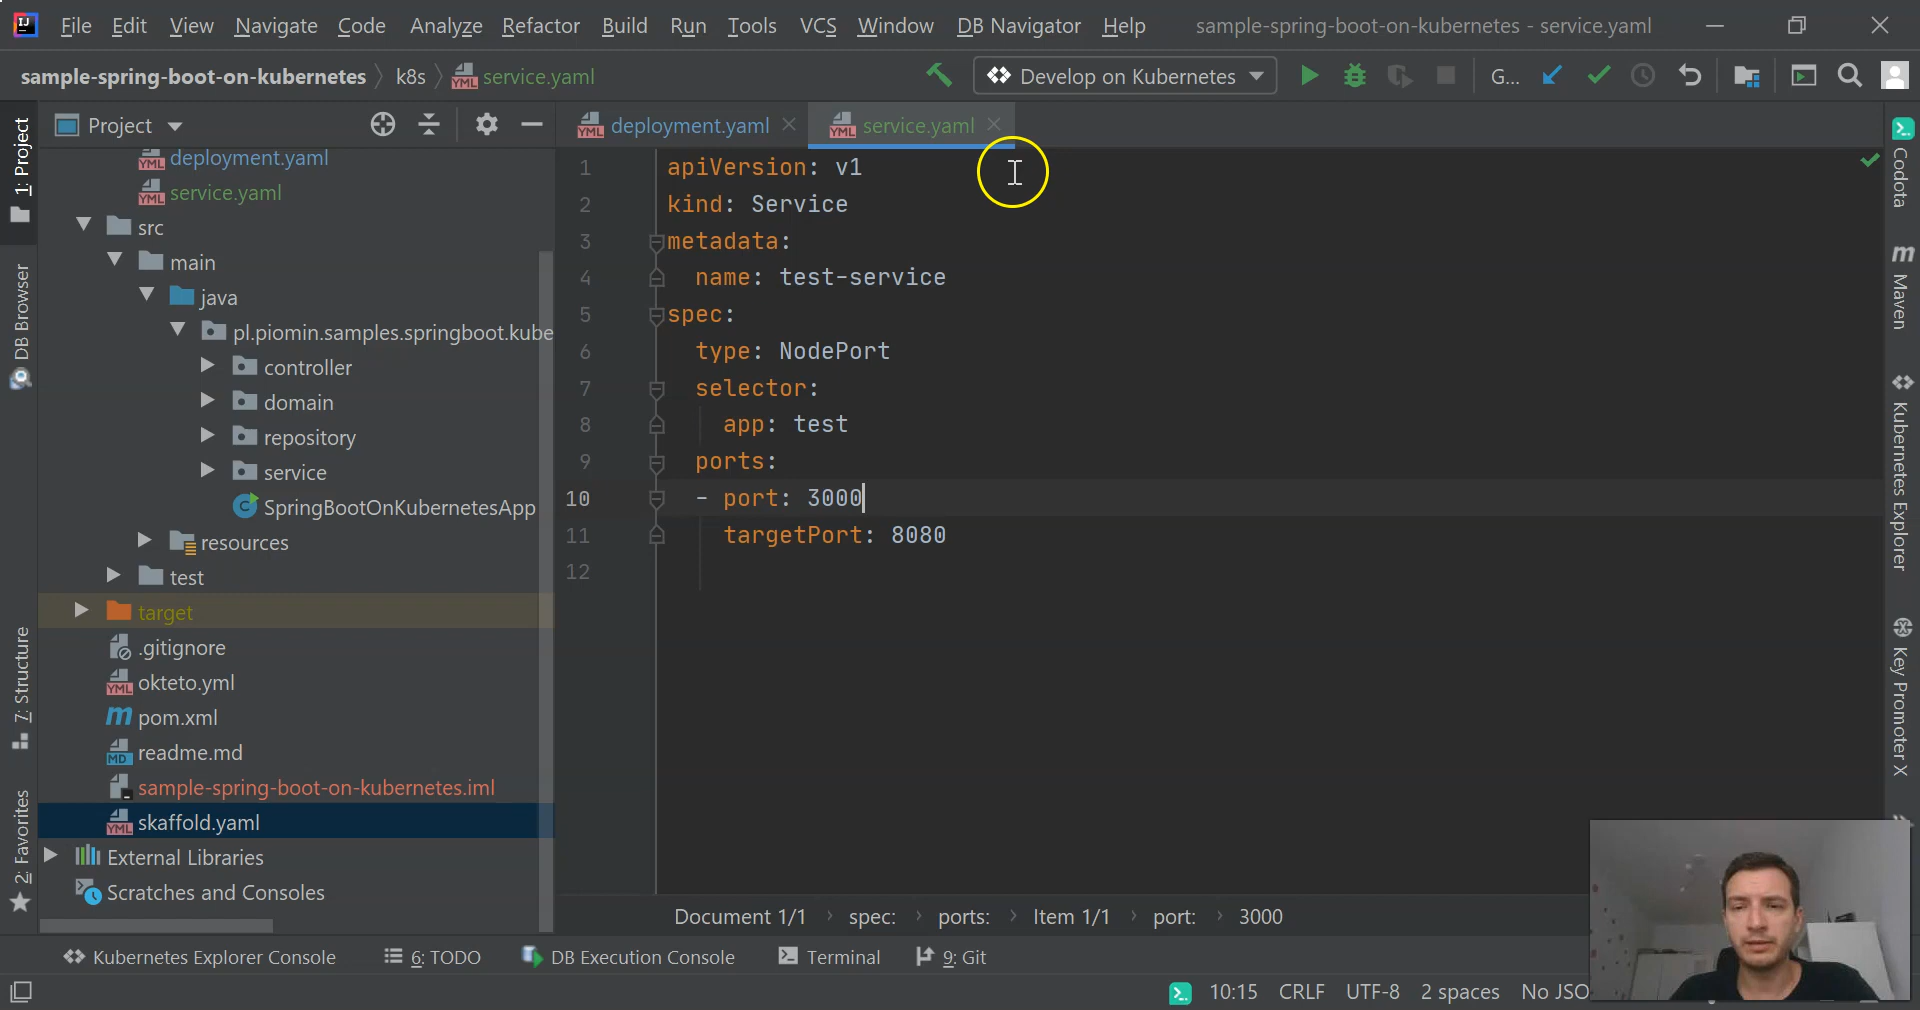 File Edit View Navigate Code Analyze Refactor Build Run Tools VCS Window DB Navigator Help sample-spring-boot-on-kubernetes - service.yaml
sample-spring-boot-on-kubernetes k8s service.yaml Develop on Kubernetes G...
1: Project
DB Browser
7: Structure
2: Favorites
Project
deployment.yaml
service.yaml
src
main
java
pl.piomin.samples.springboot.kube
controller
domain
repository
service
SpringBootOnKubernetesApp
resources
test
target
.gitignore
okteto.yml
pom.xml
readme.md
sample-spring-boot-on-kubernetes.iml
skaffold.yaml
External Libraries
Scratches and Consoles
deployment.yaml service.yaml
1 apiVersion: v1
2 kind: Service
3 metadata:
4 name: test-service
5 spec:
6 type: NodePort
7 selector:
8 app: test
9 ports:
10 - port: 3000
11 targetPort: 8080
12
Document 1/1 › spec: › ports: › Item 1/1 › port: › 3000
Codota
Maven
Kubernetes Explorer
Key Promoter X
Kubernetes Explorer Console 6: TODO DB Execution Console Terminal 9: Git
10:15 CRLF UTF-8 2 spaces No JSO